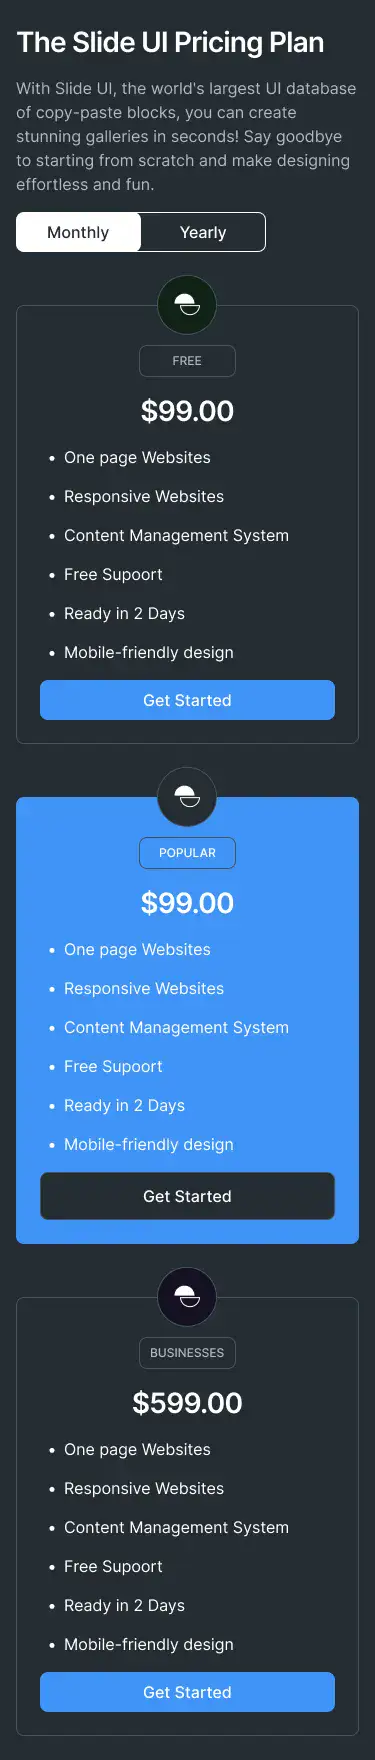 The Slide UI Pricing Plan
With Slide UI, the world's largest UI database
of copy-paste blocks, you can create
stunning galleries in seconds! Say goodbye
to starting from scratch and make designing
effortless and fun.
Monthly Yearly
FREE
$99.00
• One page Websites
• Responsive Websites
• Content Management System
• Free Supoort
• Ready in 2 Days
• Mobile-friendly design
Get Started
POPULAR
$99.00
• One page Websites
• Responsive Websites
• Content Management System
• Free Supoort
• Ready in 2 Days
• Mobile-friendly design
Get Started
BUSINESSES
$599.00
• One page Websites
• Responsive Websites
• Content Management System
• Free Supoort
• Ready in 2 Days
• Mobile-friendly design
Get Started